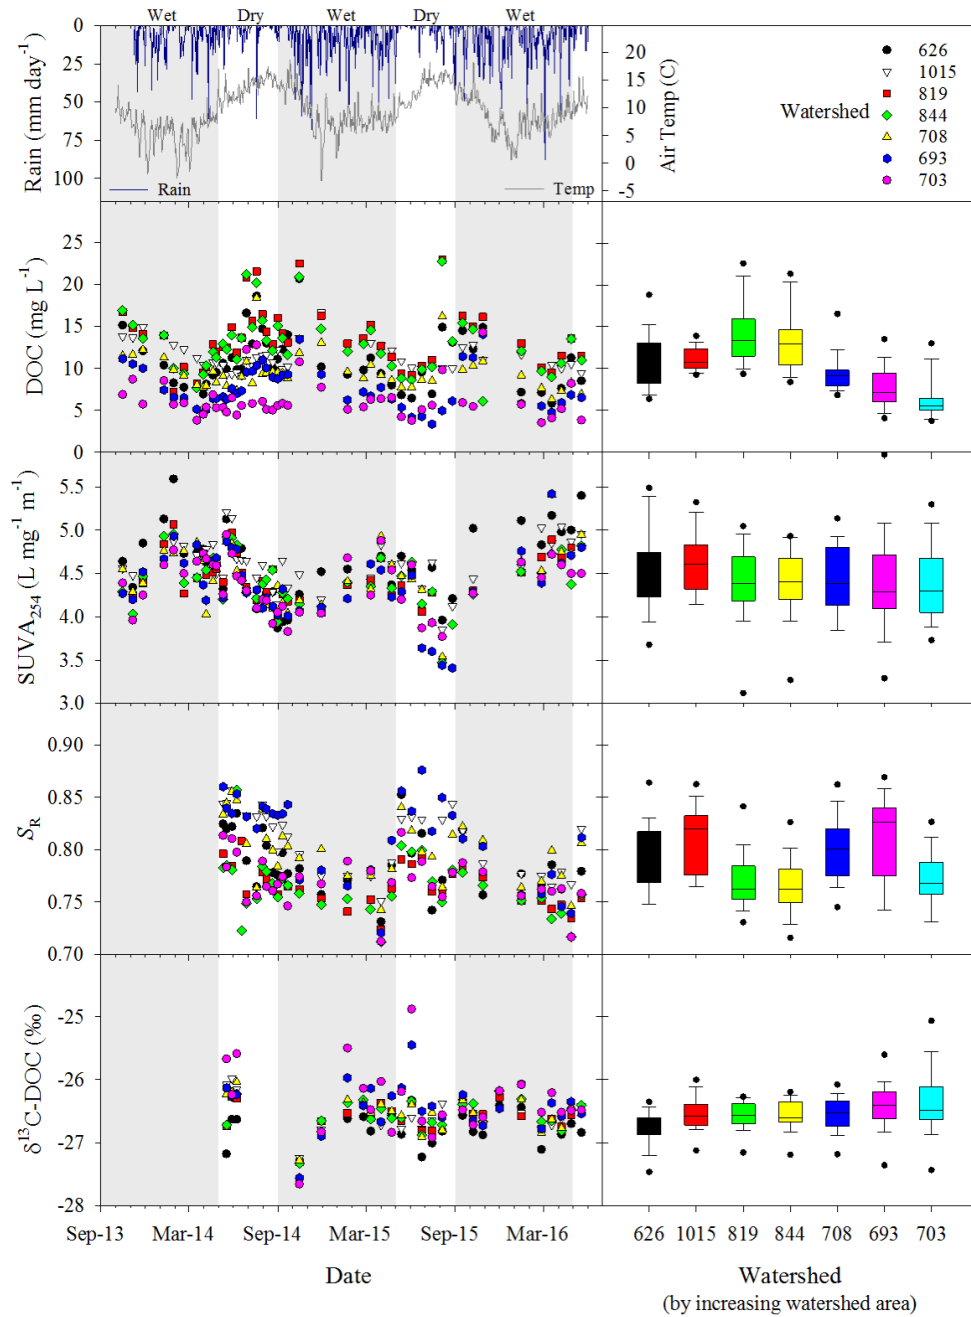 Wet Dry Wet Dry Wet
0
25
50
75
100
Rain (mm day-1)
20
15
10
5
0
-5
Air Temp (C)
Rain
Temp
Watershed
626
1015
819
844
708
693
703
25
20
15
10
5
0
DOC (mg L-1)
5.5
5.0
4.5
4.0
3.5
3.0
SUVA254 (L mg-1 m-1)
0.90
0.85
0.80
0.75
0.70
SR
-25
-26
-27
-28
δ13C-DOC (‰)
Sep-13 Mar-14 Sep-14 Mar-15 Sep-15 Mar-16
626 1015 819 844 708 693 703
Date
Watershed
(by increasing watershed area)